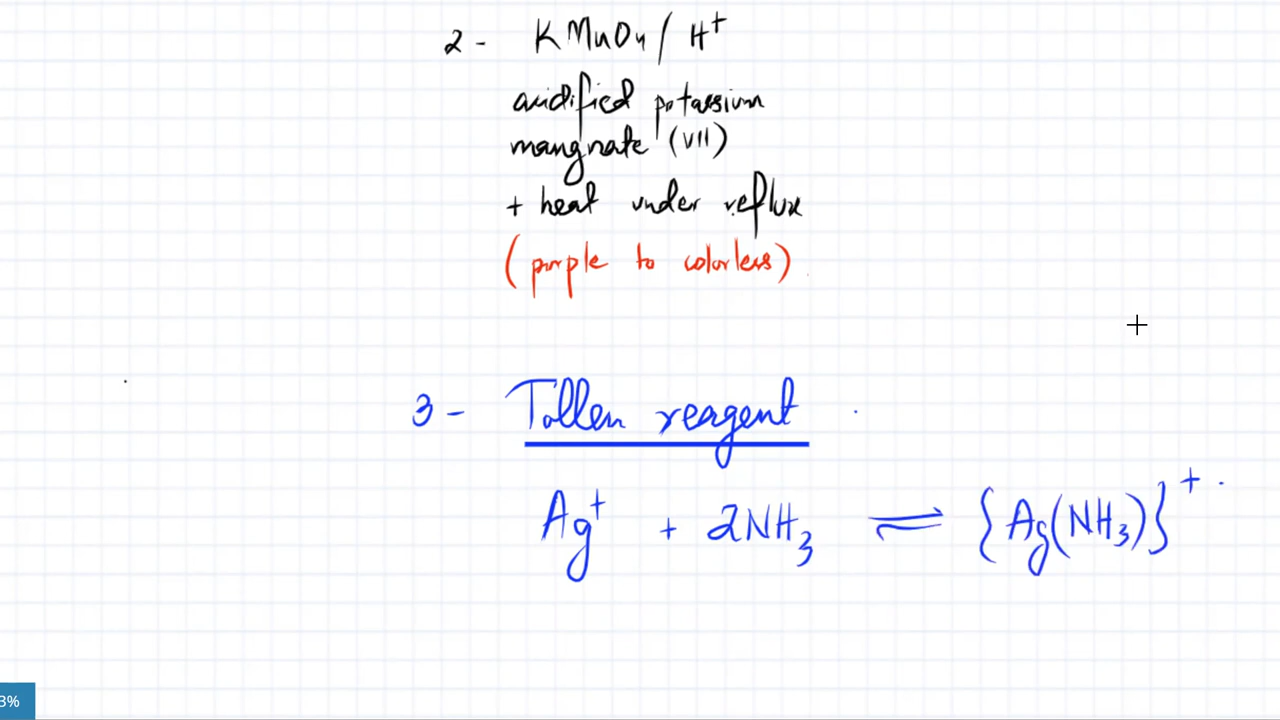 2 - KMnO4 / H+
acidified potassium
mangnate (VII)
+ heat under reflux
(purple to colorless)
3 - Tollen reagent
Ag+ + 2NH3 ⇌ {Ag(NH3)}+
3%